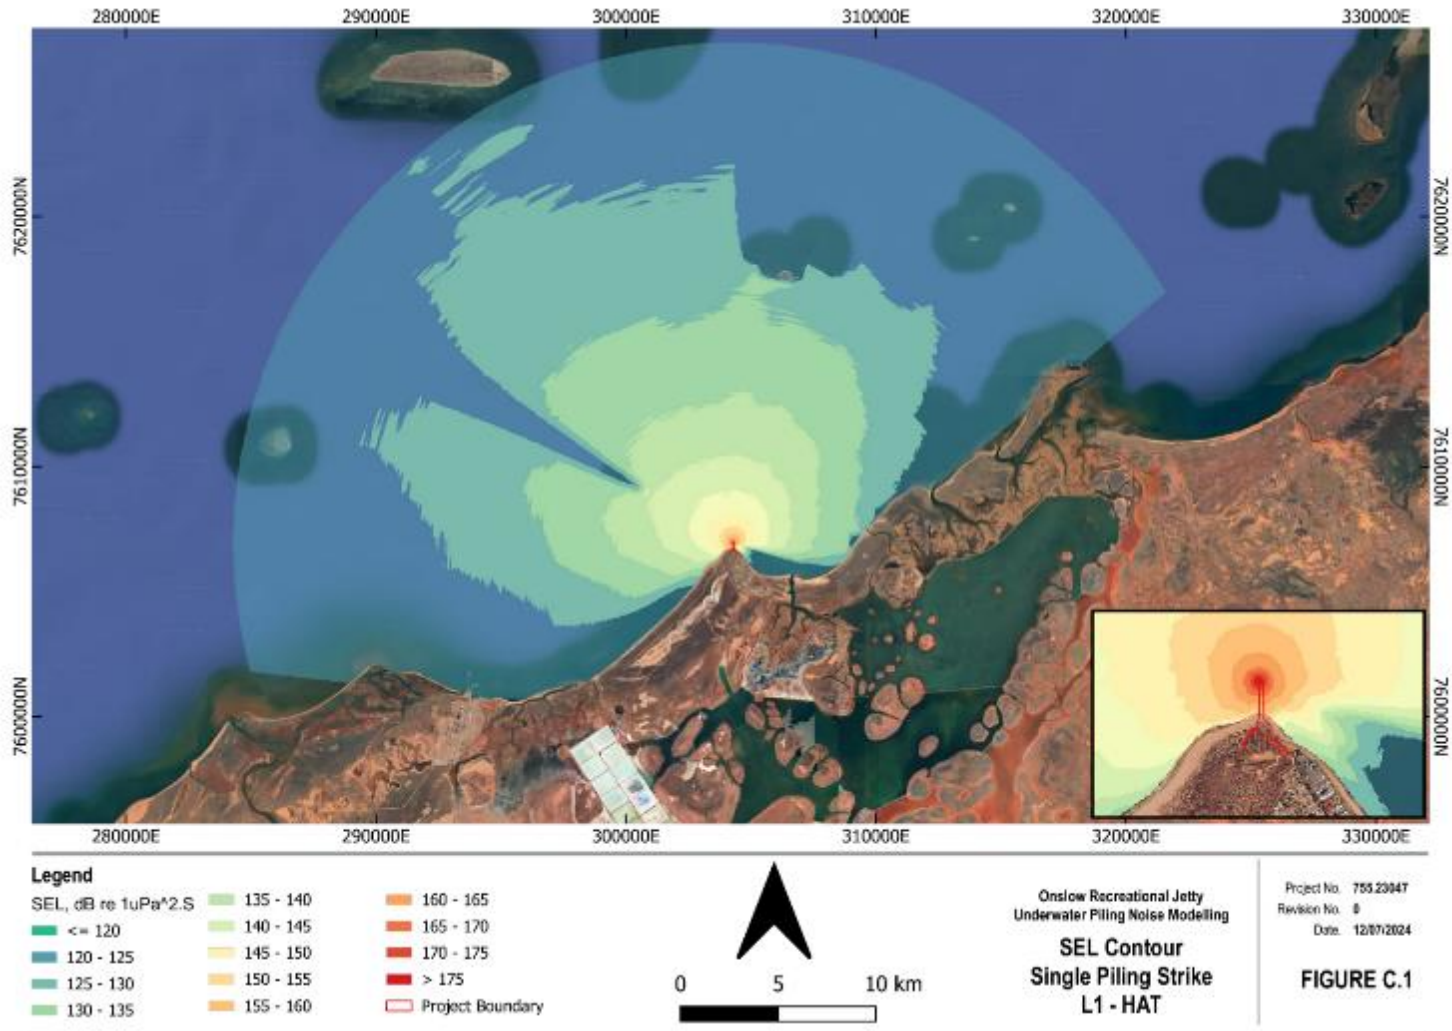 280000E 290000E 300000E 310000E 320000E 330000E
7620000N 7620000N
7610000N 7610000N
7600000N 7600000N
280000E 290000E 300000E 310000E 320000E 330000E
Legend
SEL, dB re 1uPa^2.S
<= 120
120 - 125
125 - 130
130 - 135
135 - 140
140 - 145
145 - 150
150 - 155
155 - 160
160 - 165
165 - 170
170 - 175
> 175
Project Boundary
0 5 10 km
Onslow Recreational Jetty
Underwater Piling Noise Modelling
SEL Contour
Single Piling Strike
L1 - HAT
Project No. 755.23047
Revision No. 0
Date. 12/07/2024
FIGURE C.1